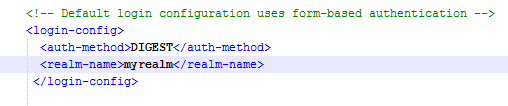 <!-- Default login configuration uses form-based authentication -->
<login-config>
<auth-method>DIGEST</auth-method>
<realm-name>myrealm</realm-name>
</login-config>